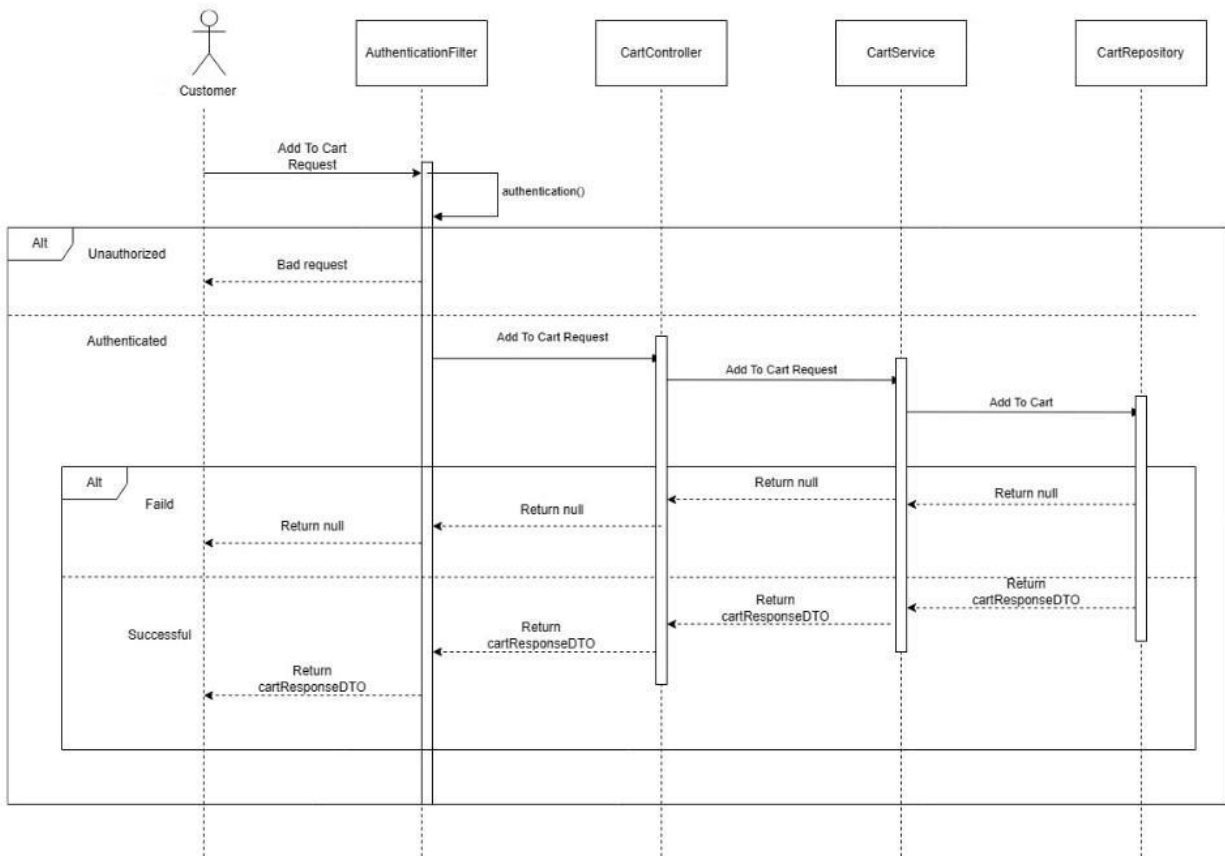 Customer
AuthenticationFilter
CartController
CartService
CartRepository
Add To Cart
Request
authentication()
Alt
Unauthorized
Bad request
Authenticated
Add To Cart Request
Add To Cart Request
Add To Cart
Alt
Faild
Return null
Return null
Return null
Return null
Successful
Return
cartResponseDTO
Return
cartResponseDTO
Return
cartResponseDTO
Return
cartResponseDTO